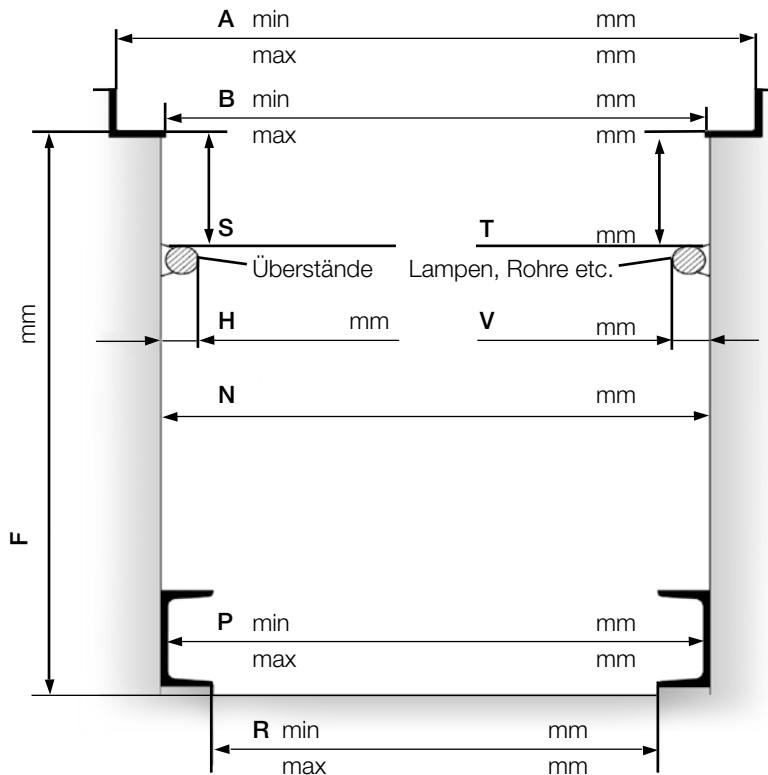 A min mm
max mm
B min mm
max mm
S T mm
Überstände Lampen, Rohre etc.
mm
H mm V mm
N mm
F
P min mm
max mm
R min mm
max mm